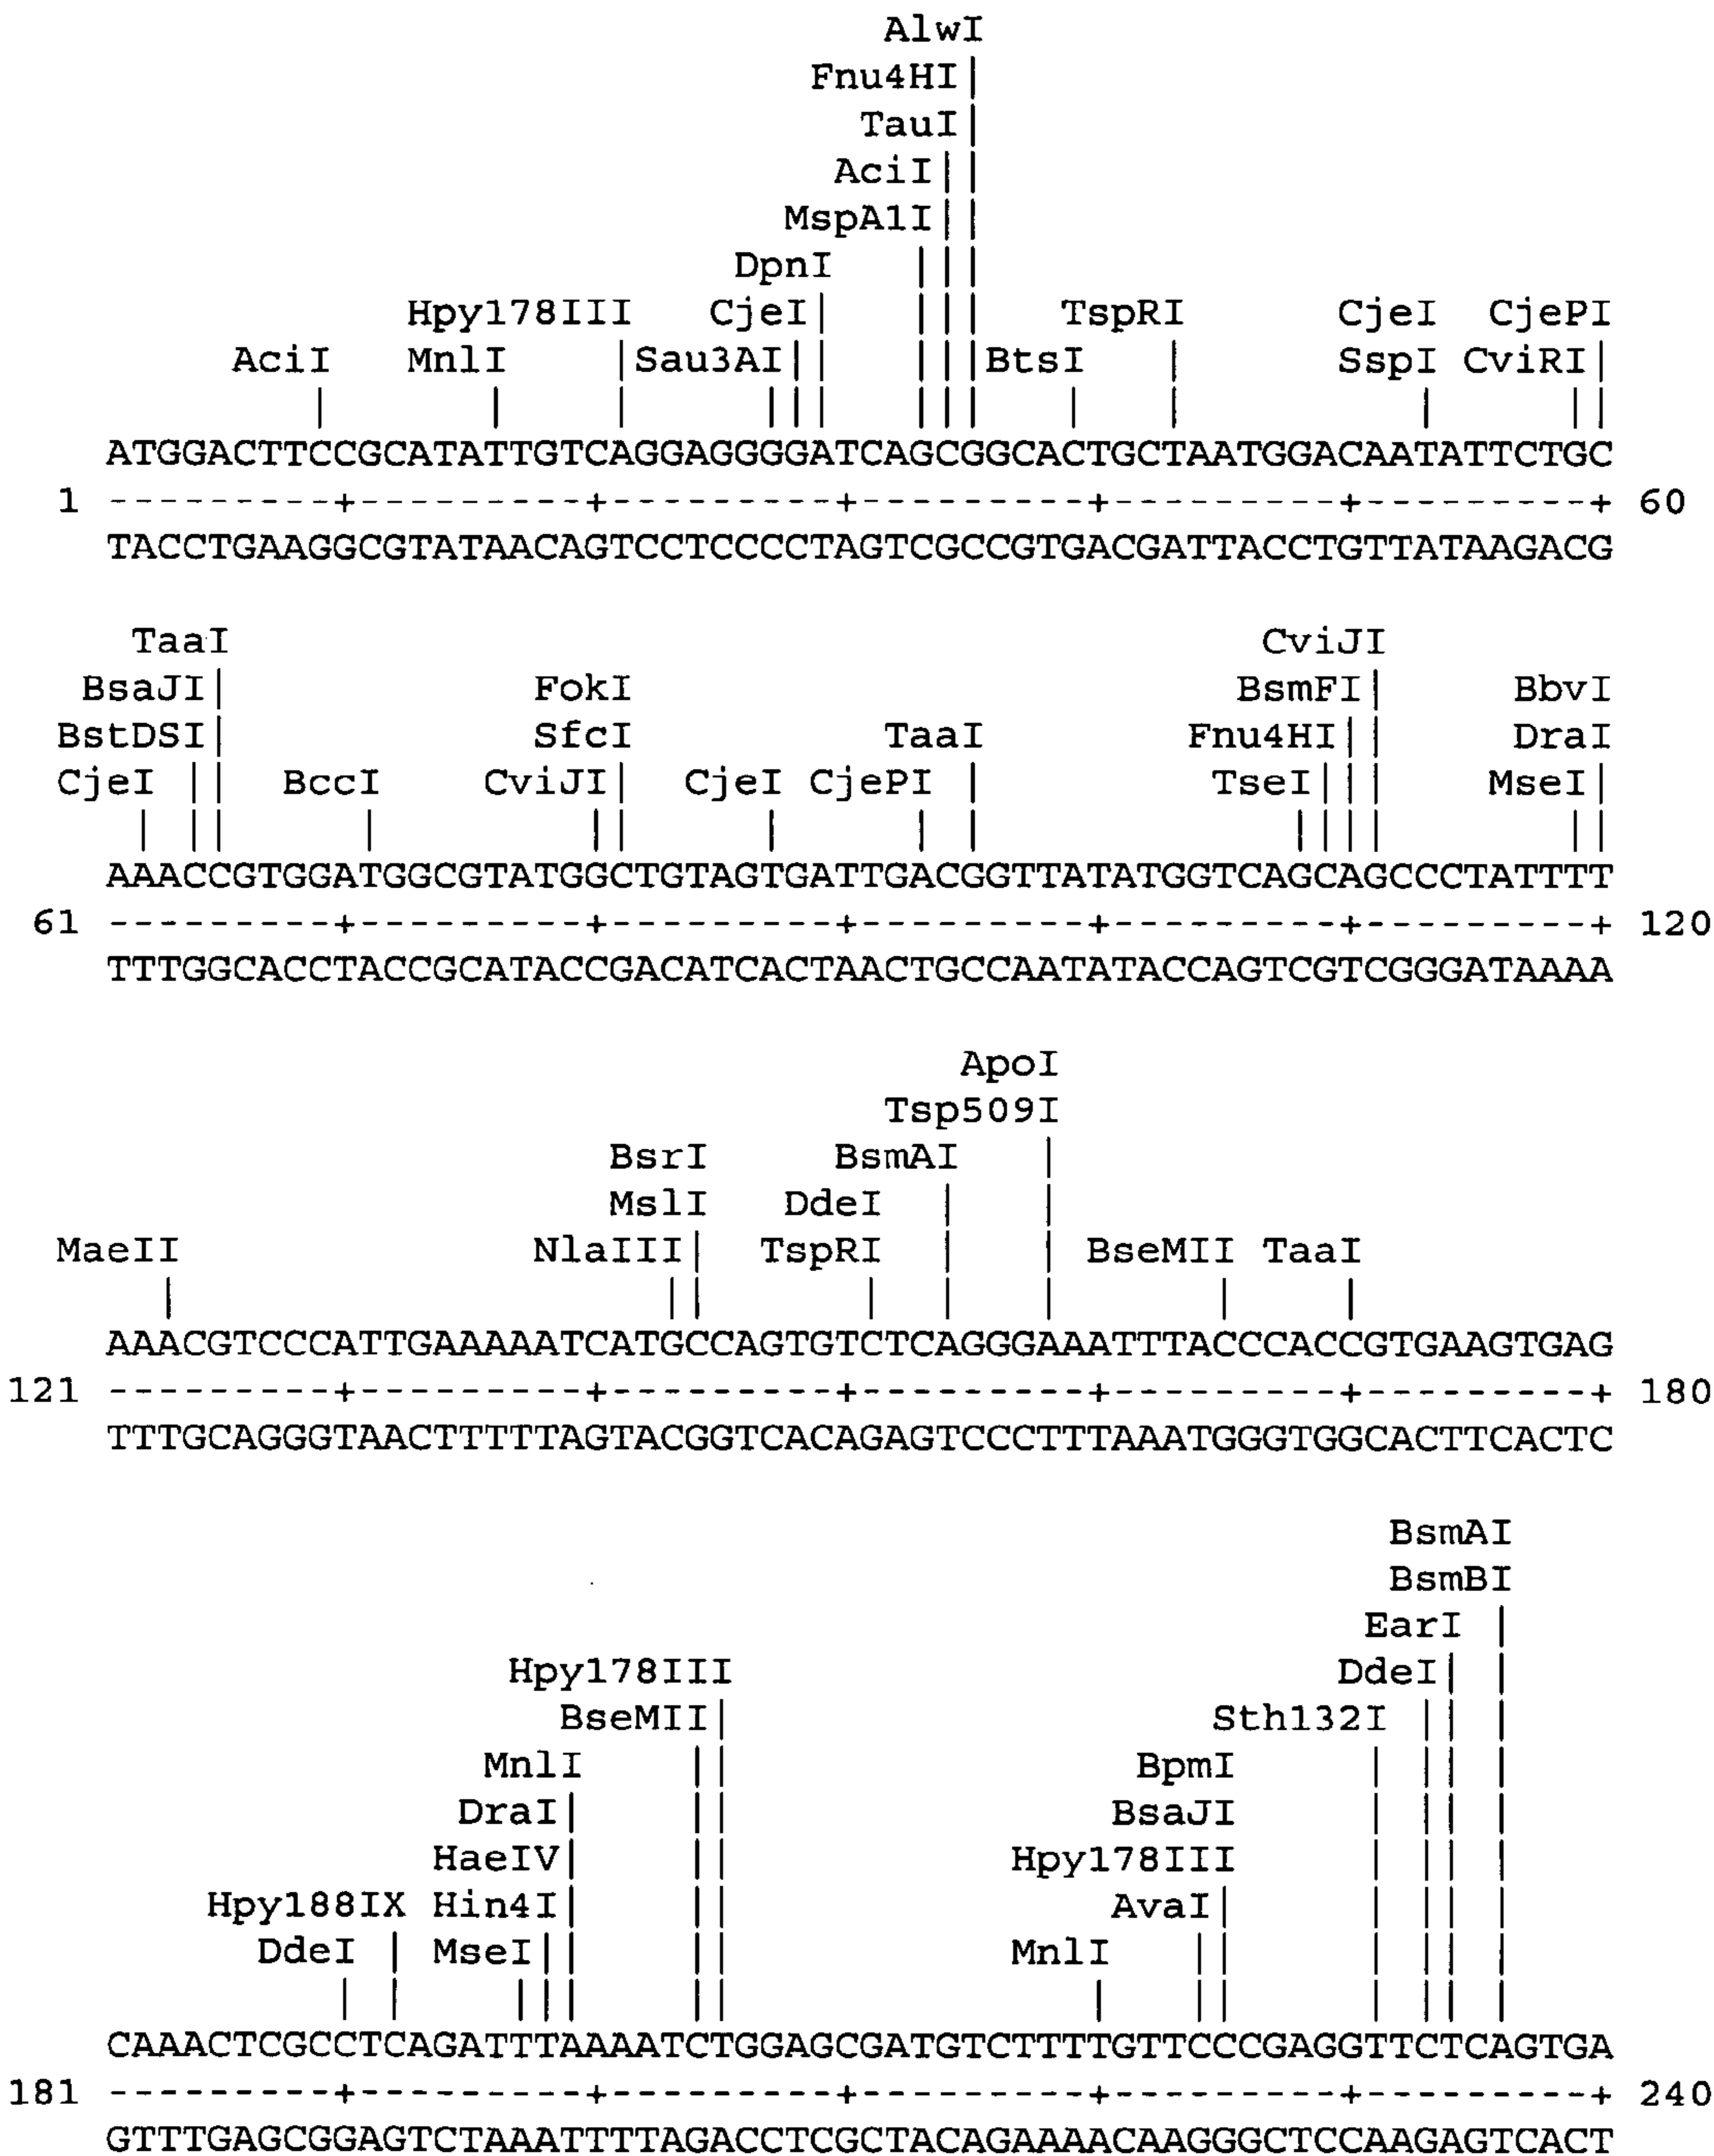 AlwI
Fnu4HI
TauI
AciI
MspA1I
DpnI
Hpy178III CjeI TspRI CjeI CjePI
AciI MnlI Sau3AI BtsI SspI CviRI
ATGGACTTCCGCATATTGTCAGGAGGGGATCAGCGGCACTGCTAATGGACAATATTCTGC
1 ---------+---------+---------+---------+---------+---------+ 60
TACCTGAAGGCGTATAACAGTCCTCCCCTAGTCGCCGTGACGATTACCTGTTATAAGACG
TaaI CviJI
BsaJI FokI BsmFI BbvI
BstDSI SfcI TaaI Fnu4HI DraI
CjeI BccI CviJI CjeI CjePI TseI MseI
AAACCGTGGATGGCGTATGGCTGTAGTGATTGACGGTTATATGGTCAGCAGCCCTATTTT
61 ---------+---------+---------+---------+---------+---------+ 120
TTTGGCACCTACCGCATACCGACATCACTAACTGCCAATATACCAGTCGTCGGGATAAAA
ApoI
Tsp509I
BsrI BsmAI
MslI DdeI
MaeII NlaIII TspRI BseMII TaaI
AAACGTCCCATTGAAAAATCATGCCAGTGTCTCAGGGAAATTTACCCACCGTGAAGTGAG
121 ---------+---------+---------+---------+---------+---------+ 180
TTTGCAGGGTAACTTTTTAGTACGGTCACAGAGTCCCTTTAAATGGGTGGCACTTCACTC
BsmAI
BsmBI
EarI
Hpy178III DdeI
BseMII Sth132I
MnlI BpmI
DraI BsaJI
HaeIV Hpy178III
Hpy188IX Hin4I AvaI
DdeI MseI MnlI
CAAACTCGCCTCAGATTTAAAATCTGGAGCGATGTCTTTTGTTCCCGAGGTTCTCAGTGA
181 ---------+---------+---------+---------+---------+---------+ 240
GTTTGAGCGGAGTCTAAATTTTAGACCTCGCTACAGAAAACAAGGGCTCCAAGAGTCACT